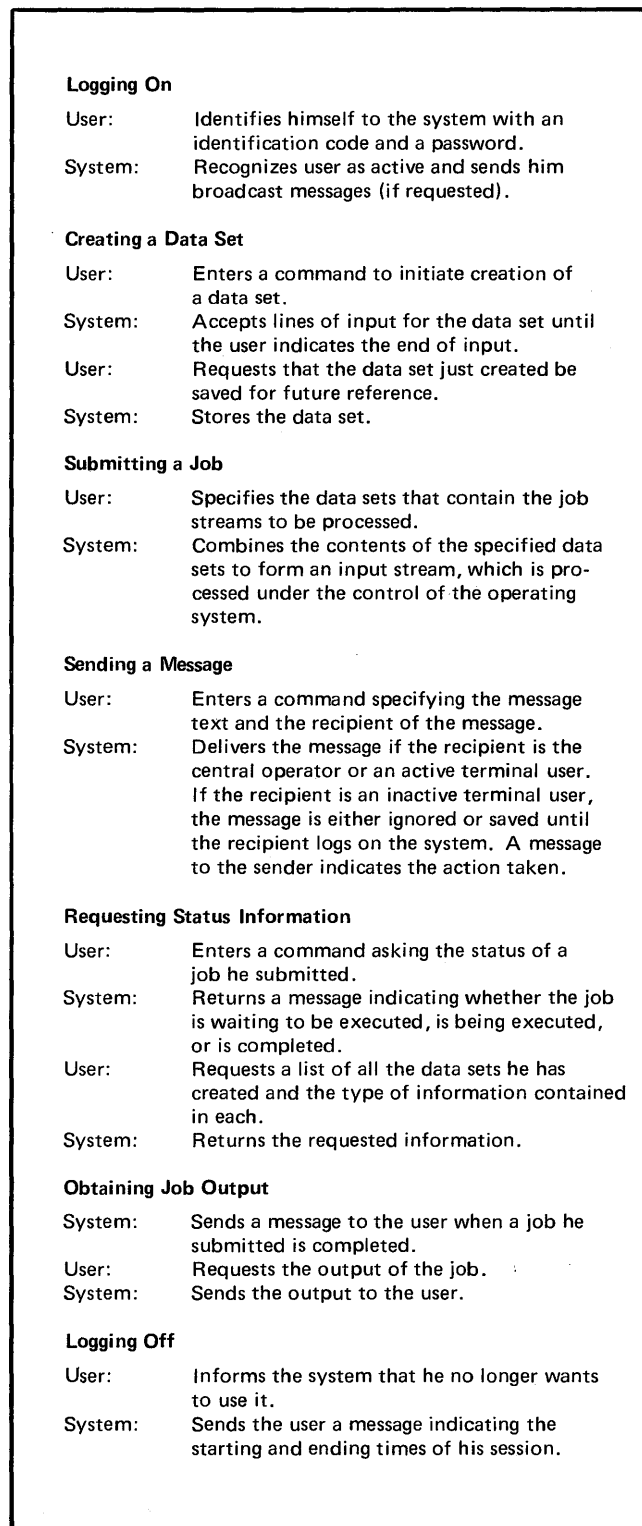 Logging On
User: Identifies himself to the system with an
identification code and a password.
System: Recognizes user as active and sends him
broadcast messages (if requested).
Creating a Data Set
User: Enters a command to initiate creation of
a data set.
System: Accepts lines of input for the data set until
the user indicates the end of input.
User: Requests that the data set just created be
saved for future reference.
System: Stores the data set.
Submitting a Job
User: Specifies the data sets that contain the job
streams to be processed.
System: Combines the contents of the specified data
sets to form an input stream, which is pro-
cessed under the control of the operating
system.
Sending a Message
User: Enters a command specifying the message
text and the recipient of the message.
System: Delivers the message if the recipient is the
central operator or an active terminal user.
If the recipient is an inactive terminal user,
the message is either ignored or saved until
the recipient logs on the system. A message
to the sender indicates the action taken.
Requesting Status Information
User: Enters a command asking the status of a
job he submitted.
System: Returns a message indicating whether the job
is waiting to be executed, is being executed,
or is completed.
User: Requests a list of all the data sets he has
created and the type of information contained
in each.
System: Returns the requested information.
Obtaining Job Output
System: Sends a message to the user when a job he
submitted is completed.
User: Requests the output of the job.
System: Sends the output to the user.
Logging Off
User: Informs the system that he no longer wants
to use it.
System: Sends the user a message indicating the
starting and ending times of his session.